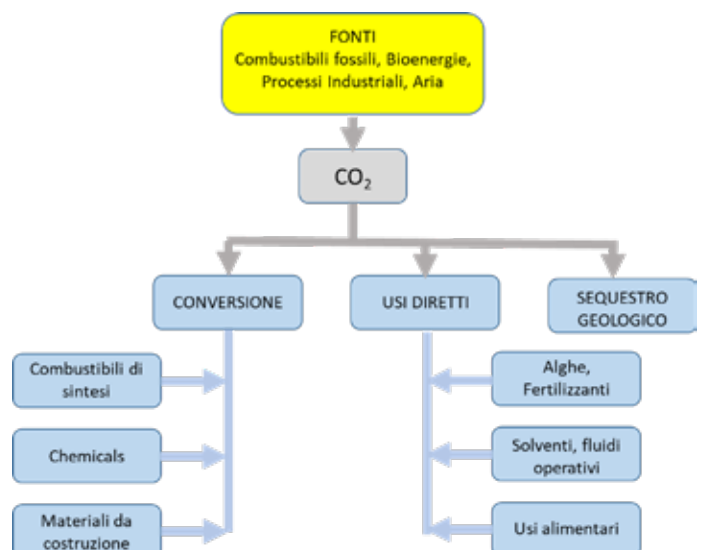 FONTI
Combustibili fossili, Bioenergie,
Processi Industriali, Aria
CO₂
CONVERSIONE
USI DIRETTI
SEQUESTRO
GEOLOGICO
Combustibili di
sintesi
Alghe,
Fertilizzanti
Chemicals
Solventi, fluidi
operativi
Materiali da
costruzione
Usi alimentari